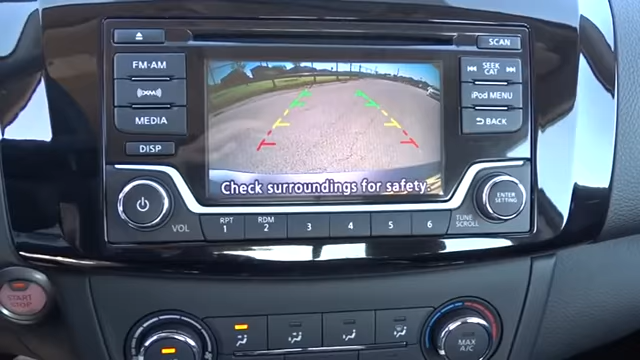 FM•AM
SCAN
SEEK
CAT
((XM))
iPod MENU
MEDIA
BACK
DISP
Check surroundings for safety.
VOL
RPT
1
RDM
2
3
4
5
6
TUNE
SCROLL
ENTER
SETTING
START
STOP
MAX
A/C